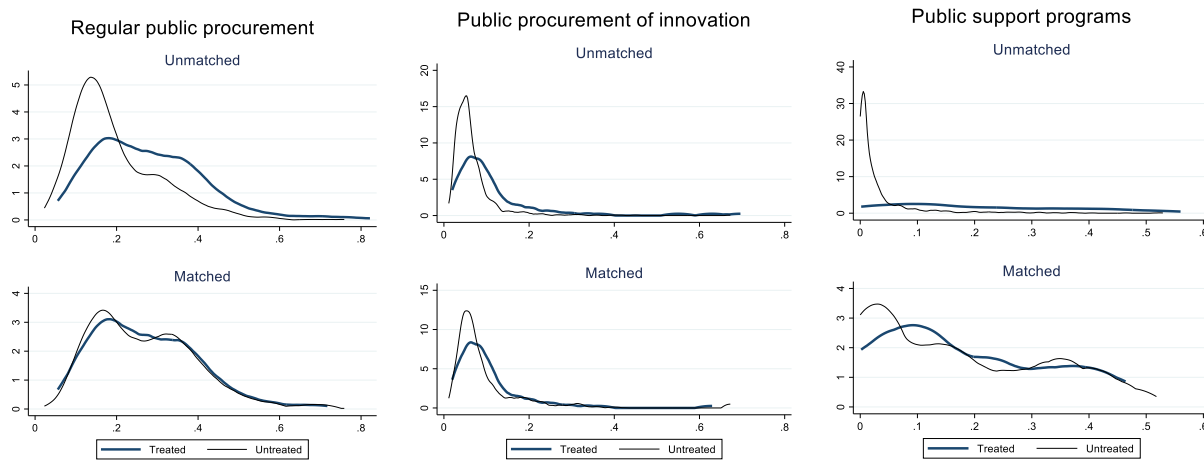 Regular public procurement
Unmatched
5
4
3
2
1
0
0 .2 .4 .6 .8
Matched
4
3
2
1
0
0 .2 .4 .6 .8
Treated Untreated
Public procurement of innovation
Unmatched
20
15
10
5
0
0 .2 .4 .6 .8
Matched
15
10
5
0
0 .2 .4 .6 .8
Treated Untreated
Public support programs
Unmatched
40
30
20
10
0
0 .1 .2 .3 .4 .5
Matched
4
3
2
1
0
0 .1 .2 .3 .4 .5
Treated Untreated